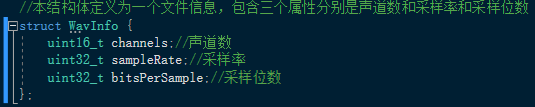 //本结构体定义为一个文件信息，包含三个属性分别是声道数和采样率和采样位数
struct WavInfo {
uint16_t channels;//声道数
uint32_t sampleRate;//采样率
uint32_t bitsPerSample;//采样位数
};